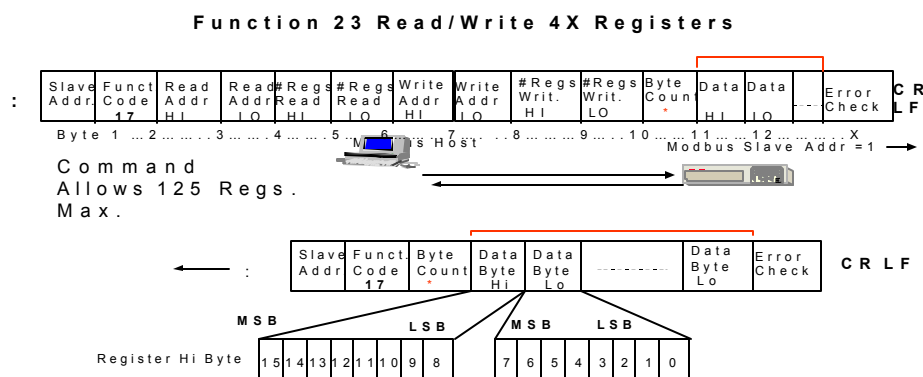 Function 23 Read/Write 4X Registers
: Slave Addr. Funct Code 17 Read Addr HI Read Addr LO #Regs Read HI #Regs Read LO Write Addr HI Write Addr LO #Regs Writ. HI #Regs Writ. LO Byte Count * Data HI Data LO ----- Error Check CR LF
Byte 1 ...2 ... ... ..3 ... ... .4 ... ... ..5 ... ...6 ... ... ...7... . . ..8... ... ..9 ... ..10 ... ... ..11 ... ... ..12 ... ... ... ..X
Modbus Host
Modbus Slave Addr =1
Command
Allows 125 Regs.
Max.
: Slave Addr Funct. Code 17 Byte Count * Data Byte Hi Data Byte Lo --------- Data Byte Lo Error Check CR LF
MSB LSB MSB LSB
Register Hi Byte 15 14 13 12 11 10 9 8 7 6 5 4 3 2 1 0